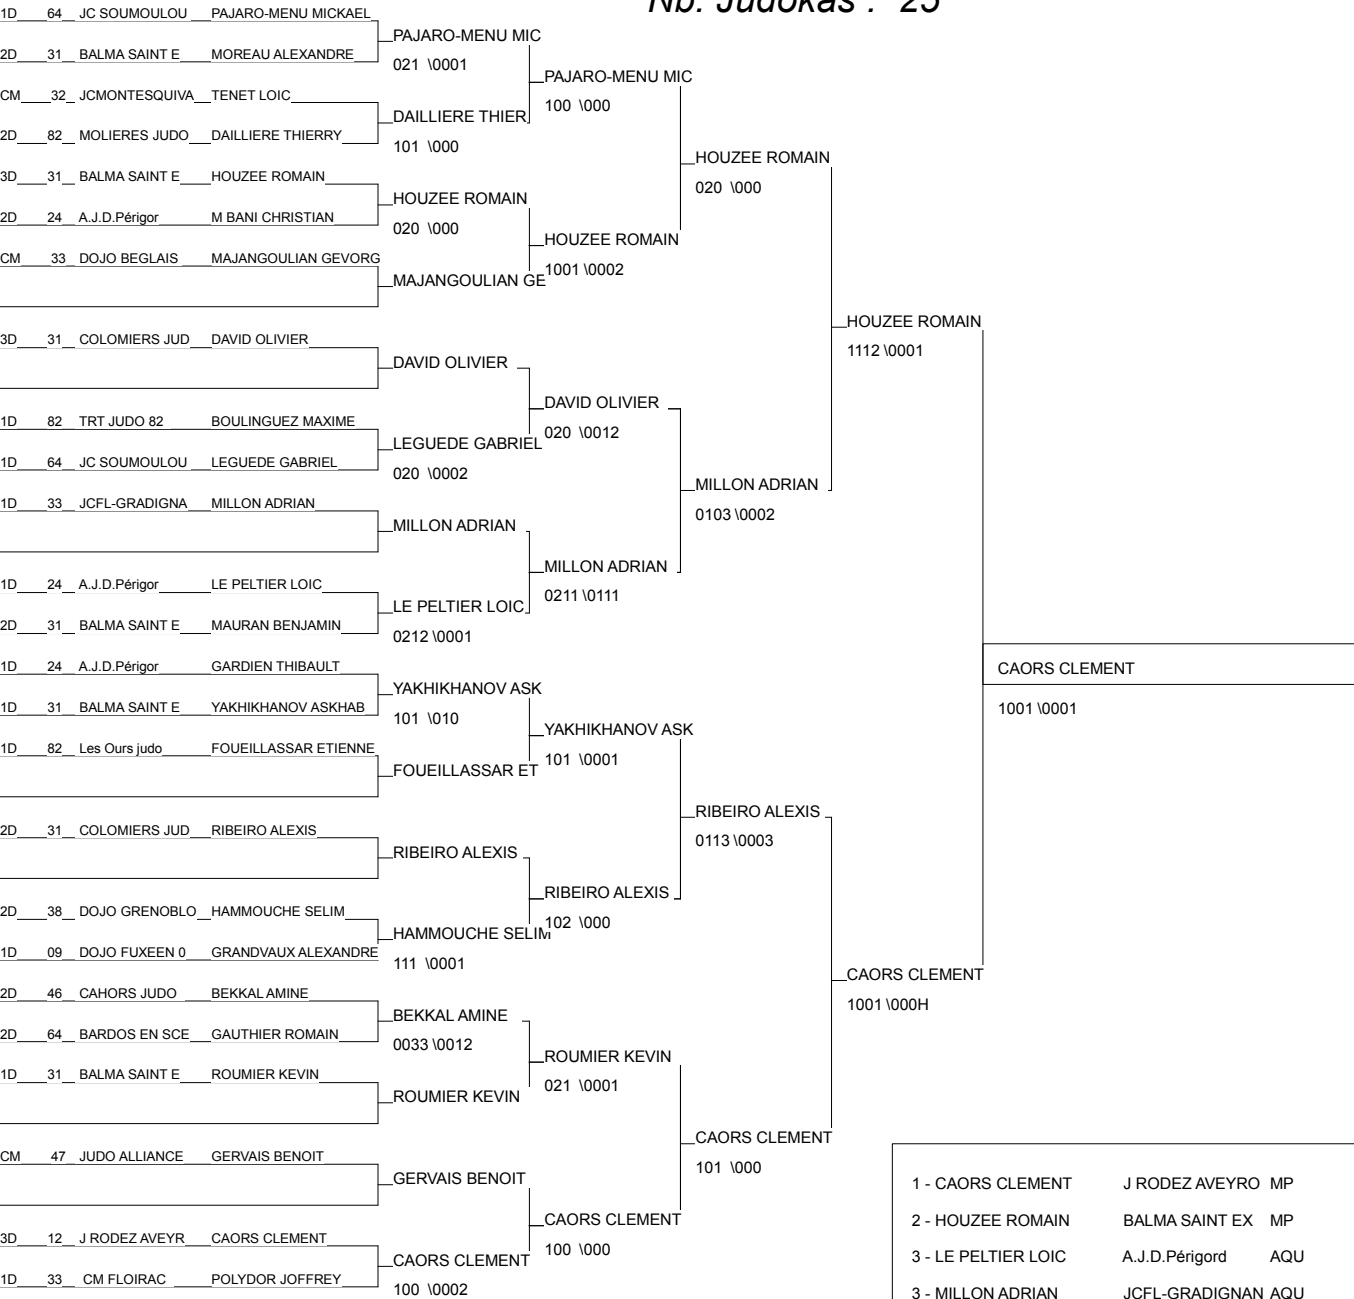 Nb. Judokas : 25
1D 64 JC SOUMOULOU PAJARO-MENU MICKAEL
PAJARO-MENU MIC
2D 31 BALMA SAINT E MOREAU ALEXANDRE
021 \0001
PAJARO-MENU MIC
CM 32 JCMONTESQUIVA TENET LOIC
100 \000
DAILLIERE THIER
2D 82 MOLIERES JUDO DAILLIERE THIERRY
101 \000
HOUZEE ROMAIN
3D 31 BALMA SAINT E HOUZEE ROMAIN
020 \000
HOUZEE ROMAIN
2D 24 A.J.D.Périgor M BANI CHRISTIAN
020 \000
HOUZEE ROMAIN
CM 33 DOJO BEGLAIS MAJANGOULIAN GEVORG
1001 \0002
MAJANGOULIAN GE
HOUZEE ROMAIN
3D 31 COLOMIERS JUD DAVID OLIVIER
1112 \0001
DAVID OLIVIER
DAVID OLIVIER
1D 82 TRT JUDO 82 BOULINGUEZ MAXIME
020 \0012
LEGUEDE GABRIEL
1D 64 JC SOUMOULOU LEGUEDE GABRIEL
020 \0002
MILLON ADRIAN
1D 33 JCFL-GRADIGNA MILLON ADRIAN
0103 \0002
MILLON ADRIAN
MILLON ADRIAN
1D 24 A.J.D.Périgor LE PELTIER LOIC
0211 \0111
LE PELTIER LOIC
2D 31 BALMA SAINT E MAURAN BENJAMIN
0212 \0001
1D 24 A.J.D.Périgor GARDIEN THIBAULT
CAORS CLEMENT
YAKHIKHANOV ASK
1D 31 BALMA SAINT E YAKHIKHANOV ASKHAB
1001 \0001
101 \010
YAKHIKHANOV ASK
1D 82 Les Ours judo FOUEILLASSAR ETIENNE
101 \0001
FOUEILLASSAR ET
RIBEIRO ALEXIS
2D 31 COLOMIERS JUD RIBEIRO ALEXIS
0113 \0003
RIBEIRO ALEXIS
RIBEIRO ALEXIS
2D 38 DOJO GRENOBLO HAMMOUCHE SELIM
102 \000
HAMMOUCHE SELIM
1D 09 DOJO FUXEEN 0 GRANDVAUX ALEXANDRE
111 \0001
CAORS CLEMENT
2D 46 CAHORS JUDO BEKKAL AMINE
1001 \000H
BEKKAL AMINE
2D 64 BARDOS EN SCE GAUTHIER ROMAIN
0033 \0012
ROUMIER KEVIN
1D 31 BALMA SAINT E ROUMIER KEVIN
021 \0001
ROUMIER KEVIN
CAORS CLEMENT
CM 47 JUDO ALLIANCE GERVAIS BENOIT
101 \000
GERVAIS BENOIT
CAORS CLEMENT
3D 12 J RODEZ AVEYR CAORS CLEMENT
100 \000
CAORS CLEMENT
1D 33 CM FLOIRAC POLYDOR JOFFREY
100 \0002
1 - CAORS CLEMENT J RODEZ AVEYRO MP
2 - HOUZEE ROMAIN BALMA SAINT EX MP
3 - LE PELTIER LOIC A.J.D.Périgord AQU
3 - MILLON ADRIAN JCFL-GRADIGNAN AQU